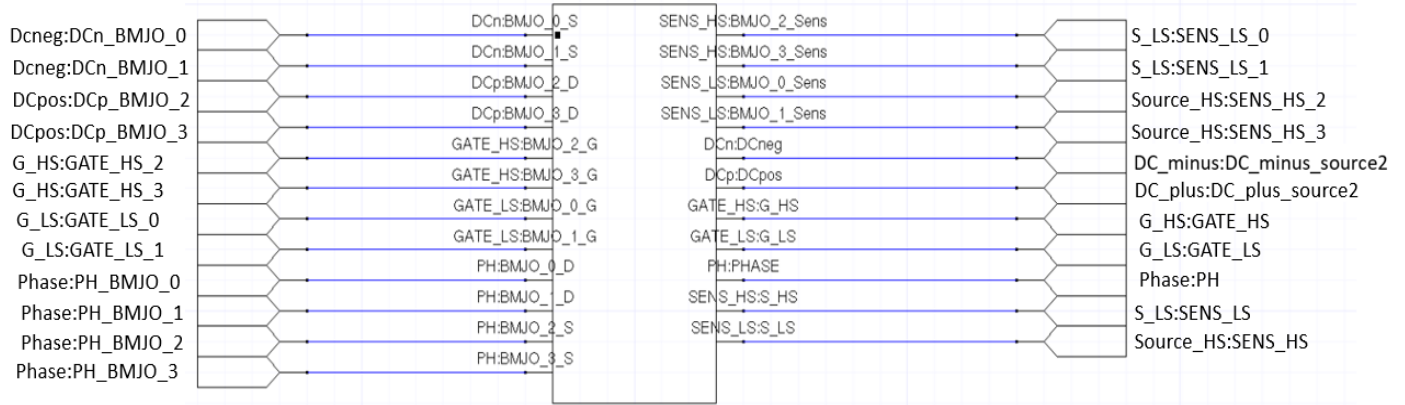 Dcneg:DCn_BMJO_0
Dcneg:DCn_BMJO_1
DCpos:DCp_BMJO_2
DCpos:DCp_BMJO_3
G_HS:GATE_HS_2
G_HS:GATE_HS_3
G_LS:GATE_LS_0
G_LS:GATE_LS_1
Phase:PH_BMJO_0
Phase:PH_BMJO_1
Phase:PH_BMJO_2
Phase:PH_BMJO_3
DCn:BMJO_0_S
DCn:BMJO_1_S
DCp:BMJO_2_D
DCp:BMJO_3_D
GATE_HS:BMJO_2_G
GATE_HS:BMJO_3_G
GATE_LS:BMJO_0_G
GATE_LS:BMJO_1_G
PH:BMJO_0_D
PH:BMJO_1_D
PH:BMJO_2_S
PH:BMJO_3_S
SENS_HS:BMJO_2_Sens
SENS_HS:BMJO_3_Sens
SENS_LS:BMJO_0_Sens
SENS_LS:BMJO_1_Sens
DCn:DCneg
DCp:DCpos
GATE_HS:G_HS
GATE_LS:G_LS
PH:PHASE
SENS_HS:S_HS
SENS_LS:S_LS
S_LS:SENS_LS_0
S_LS:SENS_LS_1
Source_HS:SENS_HS_2
Source_HS:SENS_HS_3
DC_minus:DC_minus_source2
DC_plus:DC_plus_source2
G_HS:GATE_HS
G_LS:GATE_LS
Phase:PH
S_LS:SENS_LS
Source_HS:SENS_HS